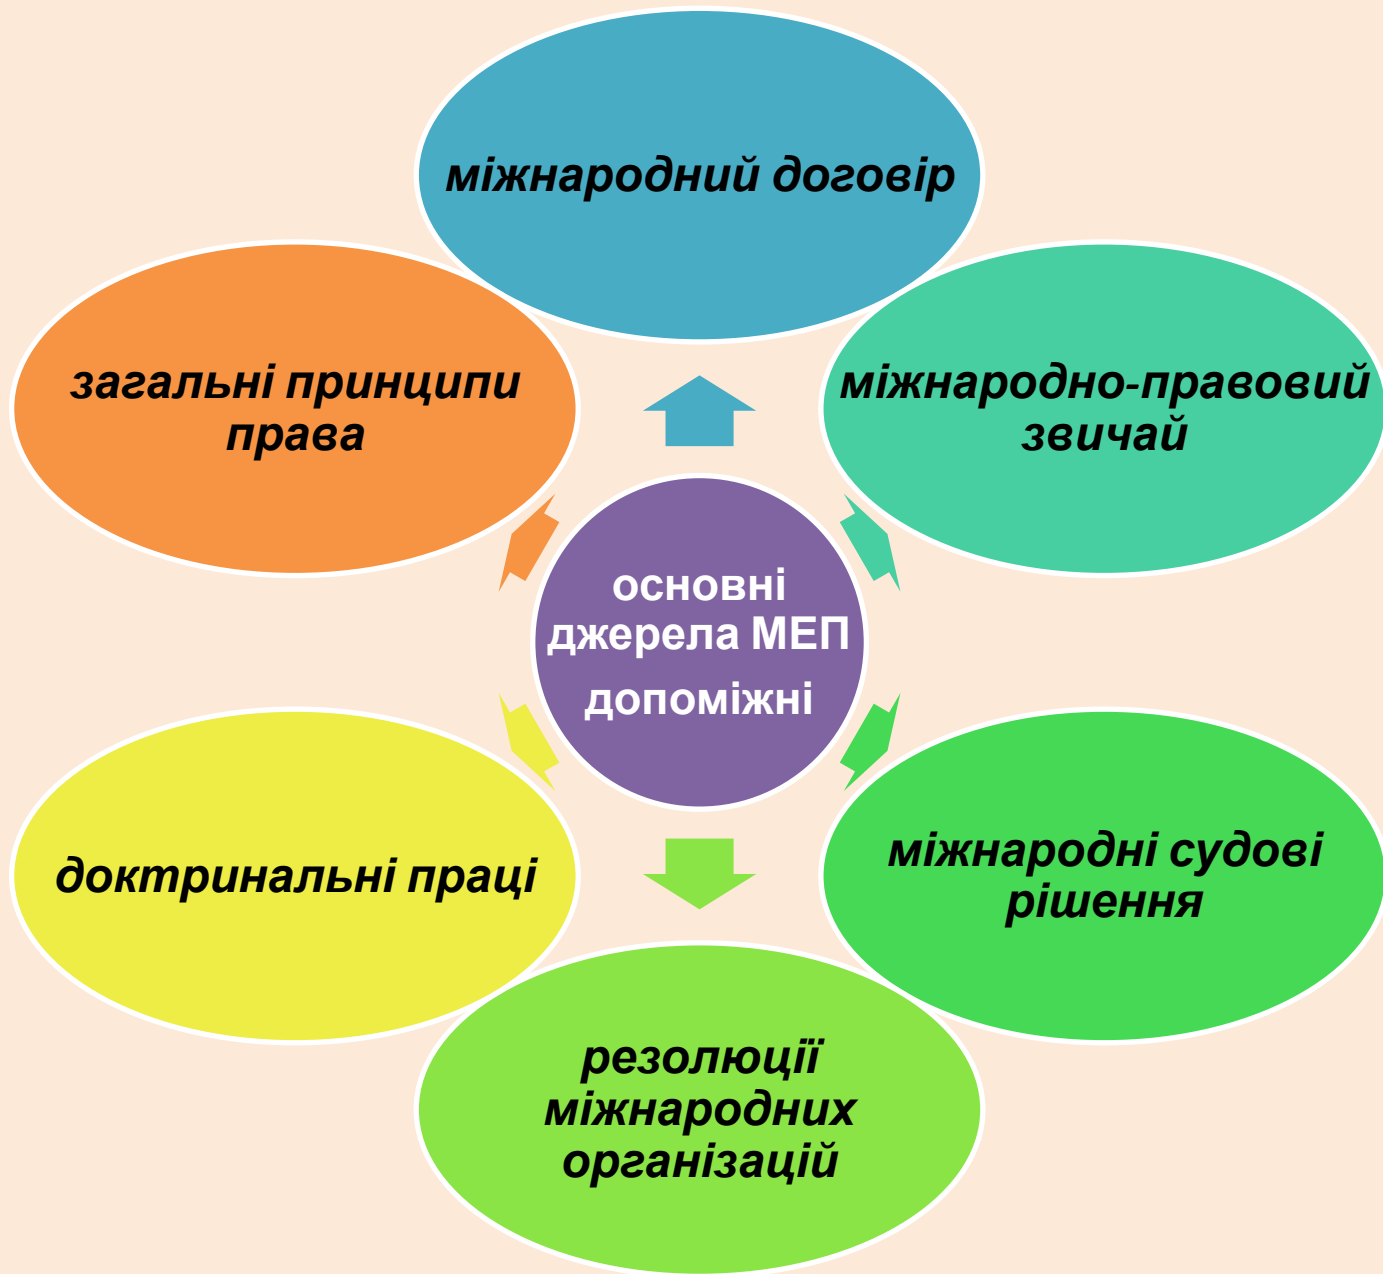 міжнародний договір
загальні принципи
права
міжнародно-правовий
звичай
основні
джерела МЕП
допоміжні
доктринальні праці
міжнародні судові
рішення
резолюції
міжнародних
організацій